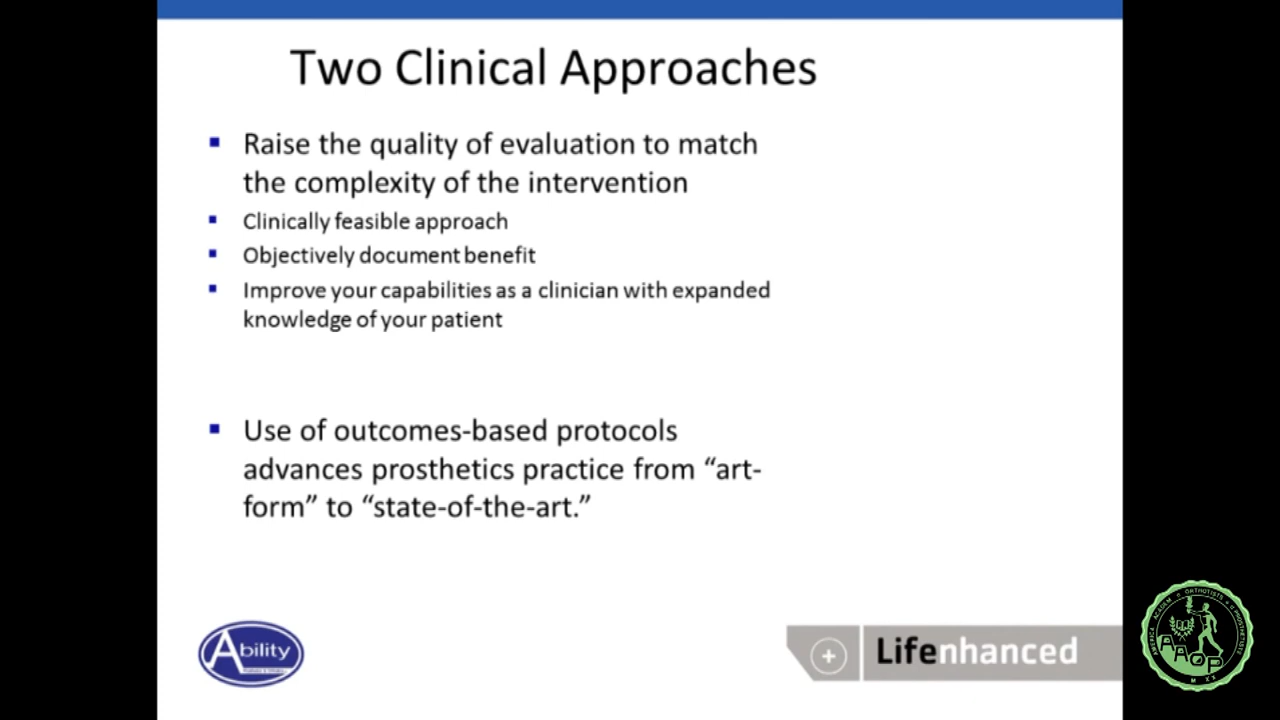 Two Clinical Approaches
Raise the quality of evaluation to match
the complexity of the intervention
Clinically feasible approach
Objectively document benefit
Improve your capabilities as a clinician with expanded
knowledge of your patient
Use of outcomes-based protocols
advances prosthetics practice from “art-
form” to “state-of-the-art.”
Ability
Lifenhanced
AAOP